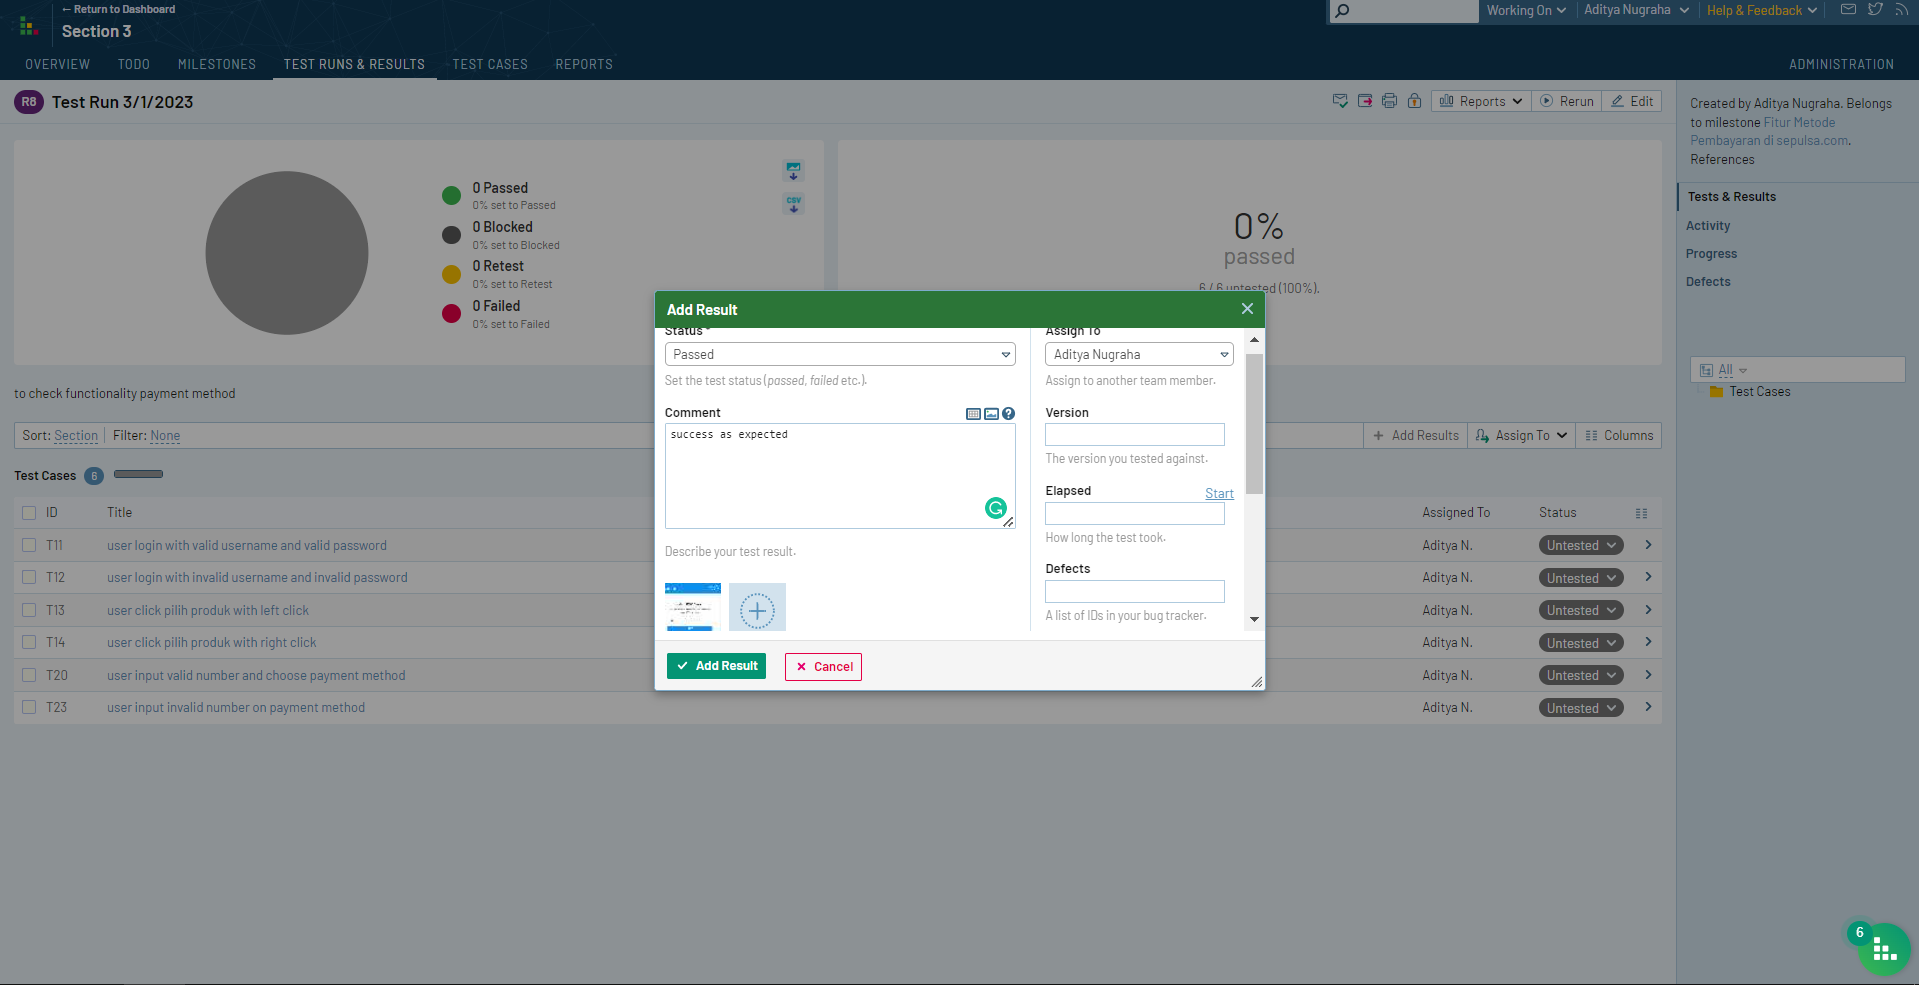 ← Return to Dashboard
Section 3
Working On
Aditya Nugraha
Help & Feedback
OVERVIEW
TODO
MILESTONES
TEST RUNS & RESULTS
TEST CASES
REPORTS
ADMINISTRATION
R8 Test Run 3/1/2023
Reports
Rerun
Edit
0 Passed
0% set to Passed
0 Blocked
0% set to Blocked
0 Retest
0% set to Retest
0 Failed
0% set to Failed
CSV
0%
passed
6 / 6 untested (100%).
Created by Aditya Nugraha. Belongs
to milestone Fitur Metode
Pembayaran di sepulsa.com.
References
Tests & Results
Activity
Progress
Defects
All
Test Cases
to check functionality payment method
Sort: Section
Filter: None
+ Add Results
Assign To
Columns
Test Cases 6
ID Title Assigned To Status
T11 user login with valid username and valid password Aditya N. Untested
T12 user login with invalid username and invalid password Aditya N. Untested
T13 user click pilih produk with left click Aditya N. Untested
T14 user click pilih produk with right click Aditya N. Untested
T20 user input valid number and choose payment method Aditya N. Untested
T23 user input invalid number on payment method Aditya N. Untested
Add Result
Status *
Passed
Set the test status (passed, failed etc.).
Comment
success as expected
Describe your test result.
Assign To
Aditya Nugraha
Assign to another team member.
Version
The version you tested against.
Elapsed
Start
How long the test took.
Defects
A list of IDs in your bug tracker.
Add Result
Cancel
6